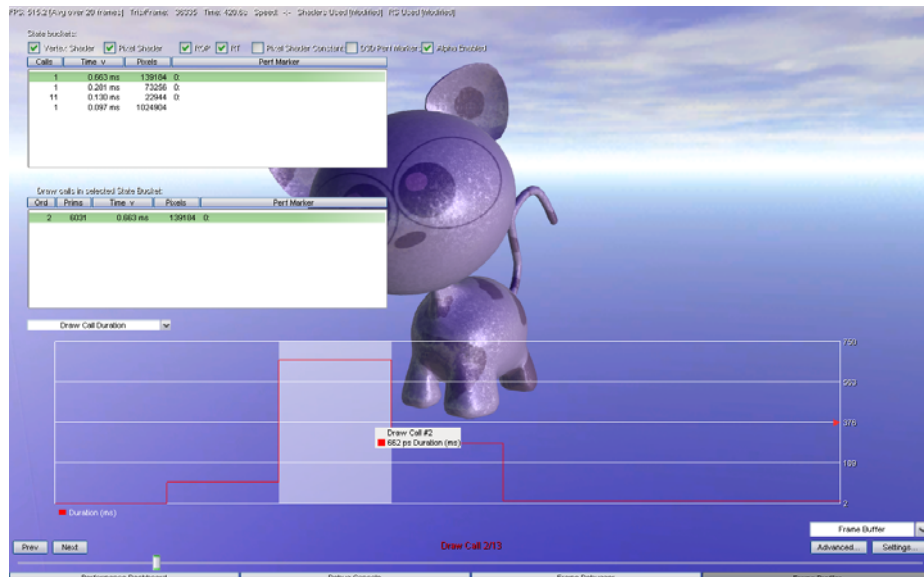 FPS: 515.2 (Avg over 20 frames) Tris/Frame: 36335 Time: 420.6s Speed: -:- Shaders Used [Modified] RS Used [Modified]
State buckets:
Vertex Shader Pixel Shader ROP RT Pixel Shader Constant D3D Perf Marker Alpha Enabled
Calls Time v Pixels Perf Marker
1 0.663 ms 139184 0:
1 0.281 ms 73256 0:
11 0.130 ms 22944 0:
1 0.097 ms 1024904
Draw calls in selected State Bucket:
Ord Prims Time v Pixels Perf Marker
2 6031 0.663 ms 139184 0:
Draw Call Duration
750
563
376
189
2
Draw Call #2
662 ps Duration (ms)
Duration (ms)
Frame Buffer
Prev Next
Draw Call 2/13
Advanced... Settings...